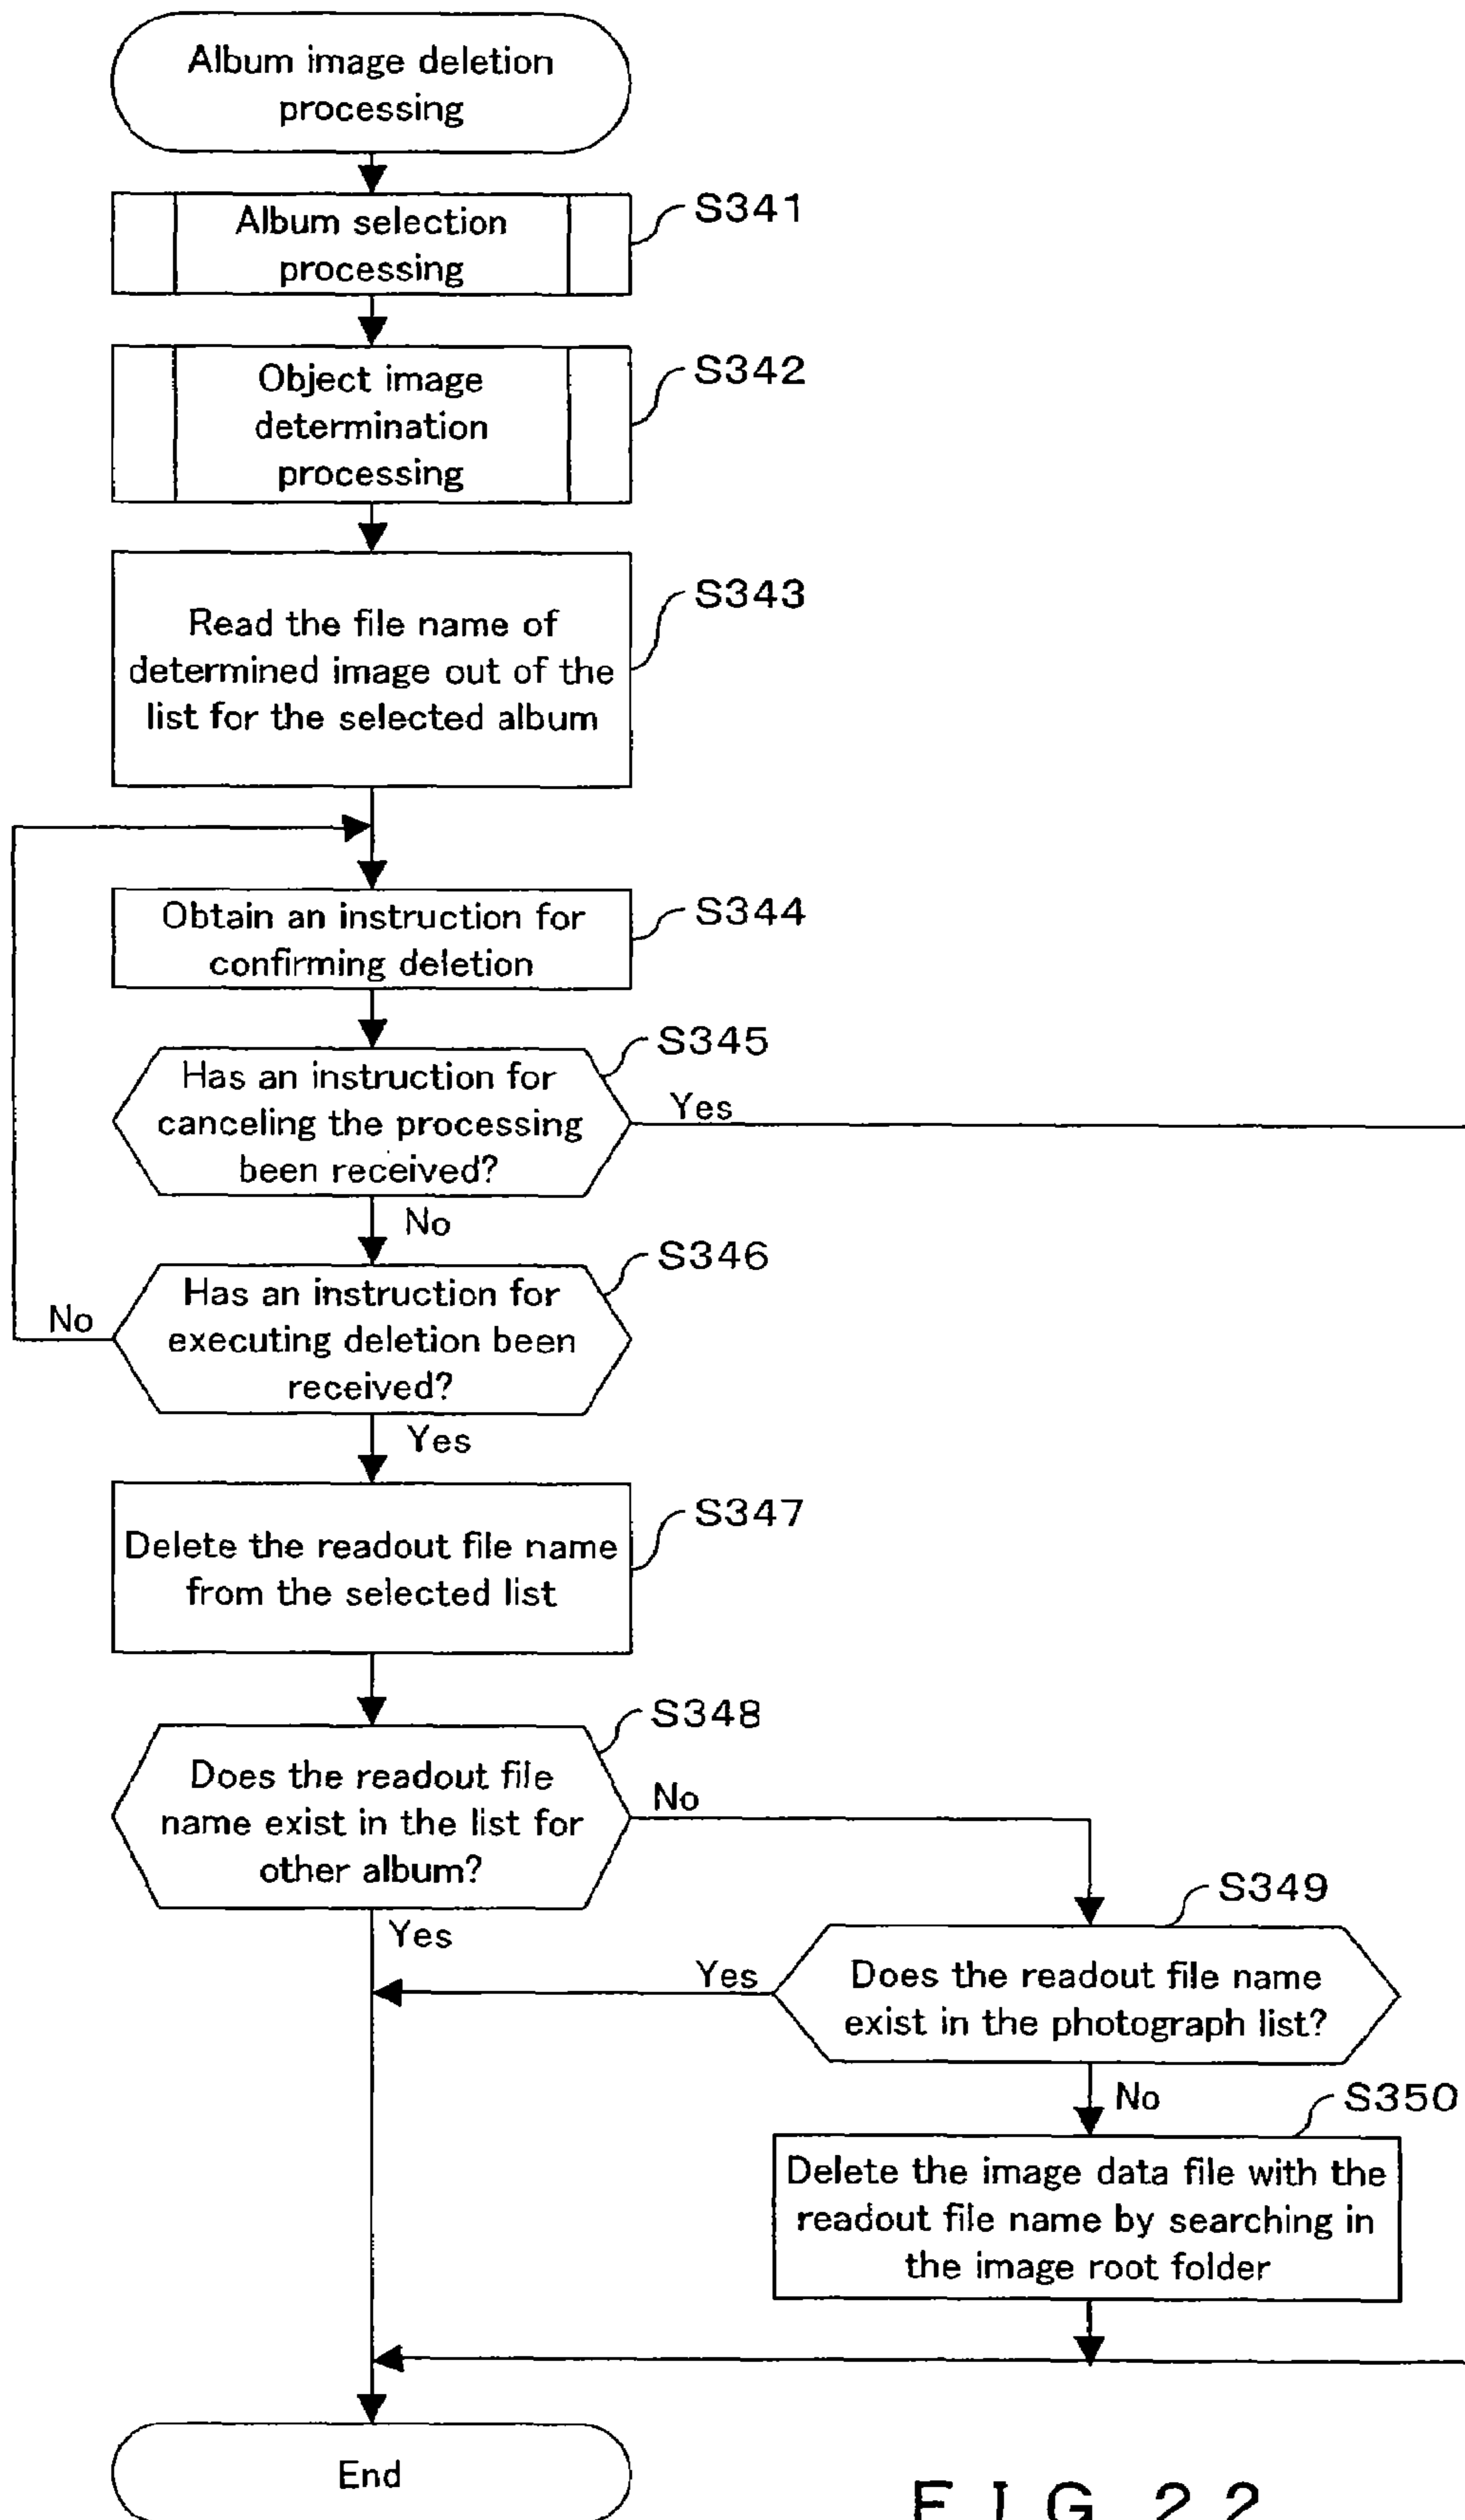 Album image deletion
processing
Album selection
processing
S341
Object image
determination
processing
S342
Read the file name of
determined image out of the
list for the selected album
S343
Obtain an instruction for
confirming deletion
S344
Has an instruction for
canceling the processing
been received?
S345
Yes
No
Has an instruction for
executing deletion been
received?
S346
No
Yes
Delete the readout file name
from the selected list
S347
Does the readout file
name exist in the list for
other album?
S348
No
Yes
Does the readout file name
exist in the photograph list?
S349
Yes
No
Delete the image data file with the
readout file name by searching in
the image root folder
S350
End
FIG. 22